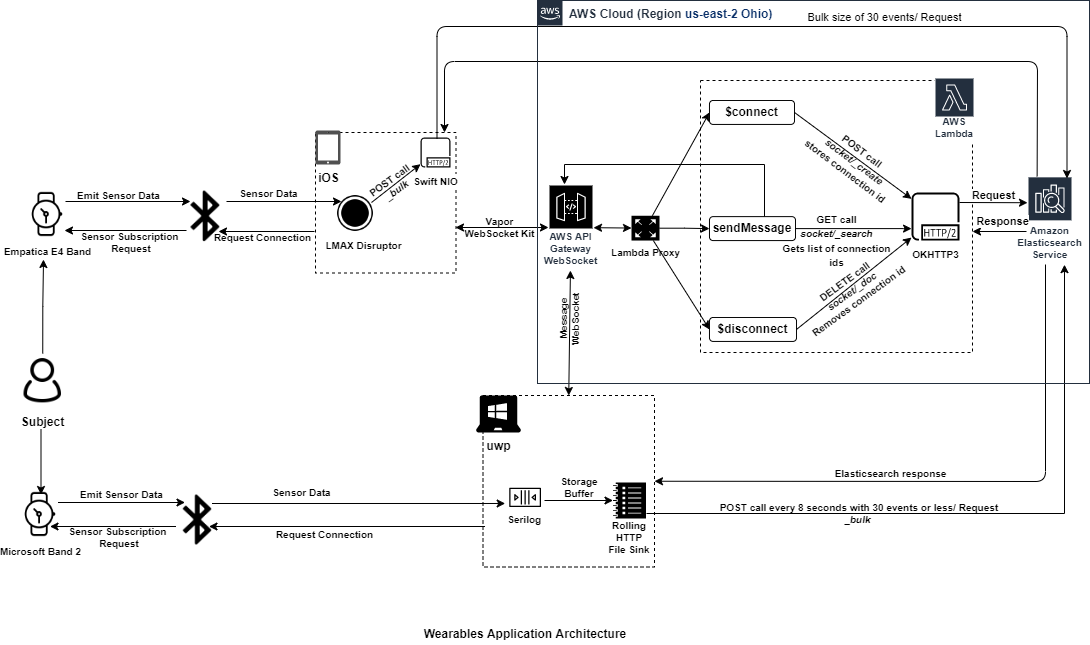 aws
AWS Cloud (Region us-east-2 Ohio)
Bulk size of 30 events/ Request
$connect
AWS
Lambda
iOS
HTTP/2
Swift NIO
POST call
_bulk
LMAX Disruptor
Emit Sensor Data
Sensor Data
Sensor Subscription
Request
Request Connection
Empatica E4 Band
Vapor
WebSocket Kit
AWS API
Gateway
WebSocket
Lambda Proxy
sendMessage
POST call
socket/_create
stores connection id
GET call
socket/_search
Gets list of connection
ids
DELETE call
socket/_doc
Removes connection id
HTTP/2
OKHTTP3
Request
Response
Amazon
Elasticsearch
Service
$disconnect
Message
WebSocket
Subject
uwp
Elasticsearch response
Emit Sensor Data
Sensor Data
Storage
Buffer
Serilog
Rolling
HTTP
File Sink
POST call every 8 seconds with 30 events or less/ Request
_bulk
Sensor Subscription
Request
Request Connection
Microsoft Band 2
Wearables Application Architecture